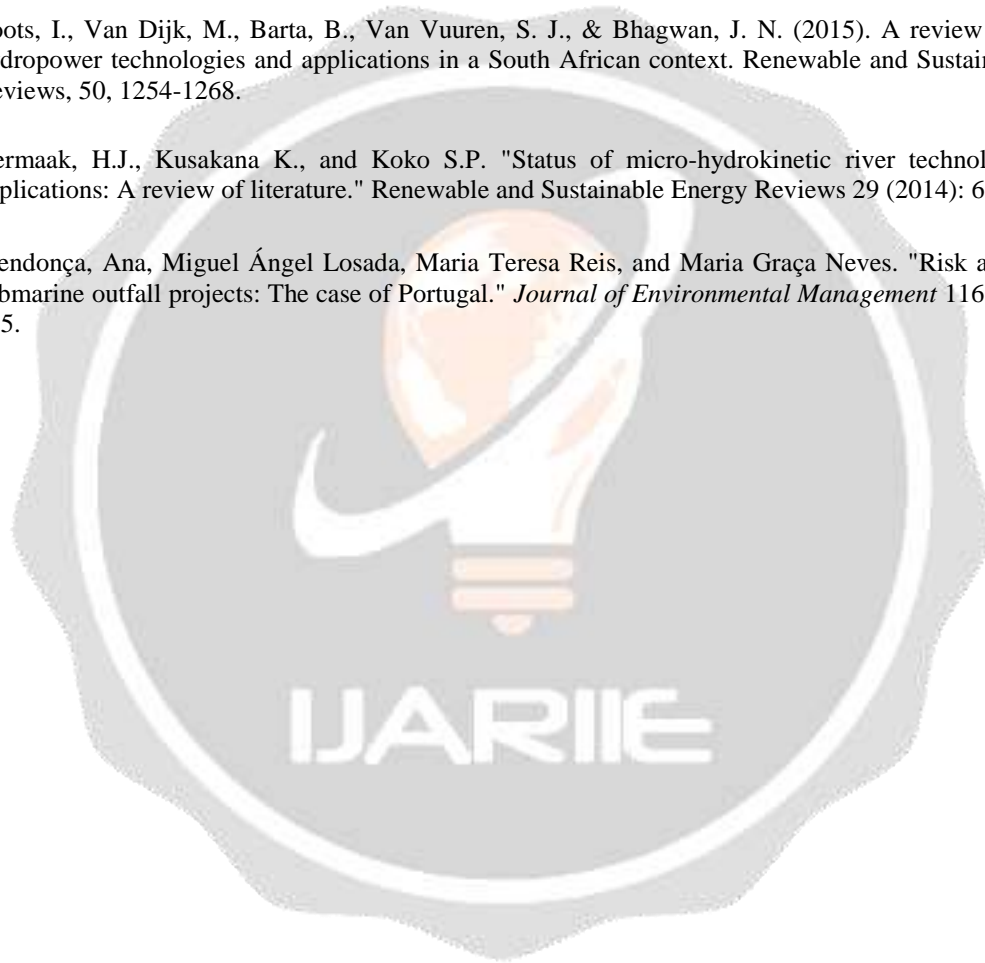 oots, I., Van Dijk, M., Barta, B., Van Vuuren, S. J., & Bhagwan, J. N. (2015). A review
dropower technologies and applications in a South African context. Renewable and Sustain
eviews, 50, 1254-1268.
ermaak, H.J., Kusakana K., and Koko S.P. "Status of micro-hydrokinetic river technol
plications: A review of literature." Renewable and Sustainable Energy Reviews 29 (2014): 6
endonça, Ana, Miguel Ángel Losada, Maria Teresa Reis, and Maria Graça Neves. "Risk a
bmarine outfall projects: The case of Portugal." Journal of Environmental Management 116
5.
IJARIIE